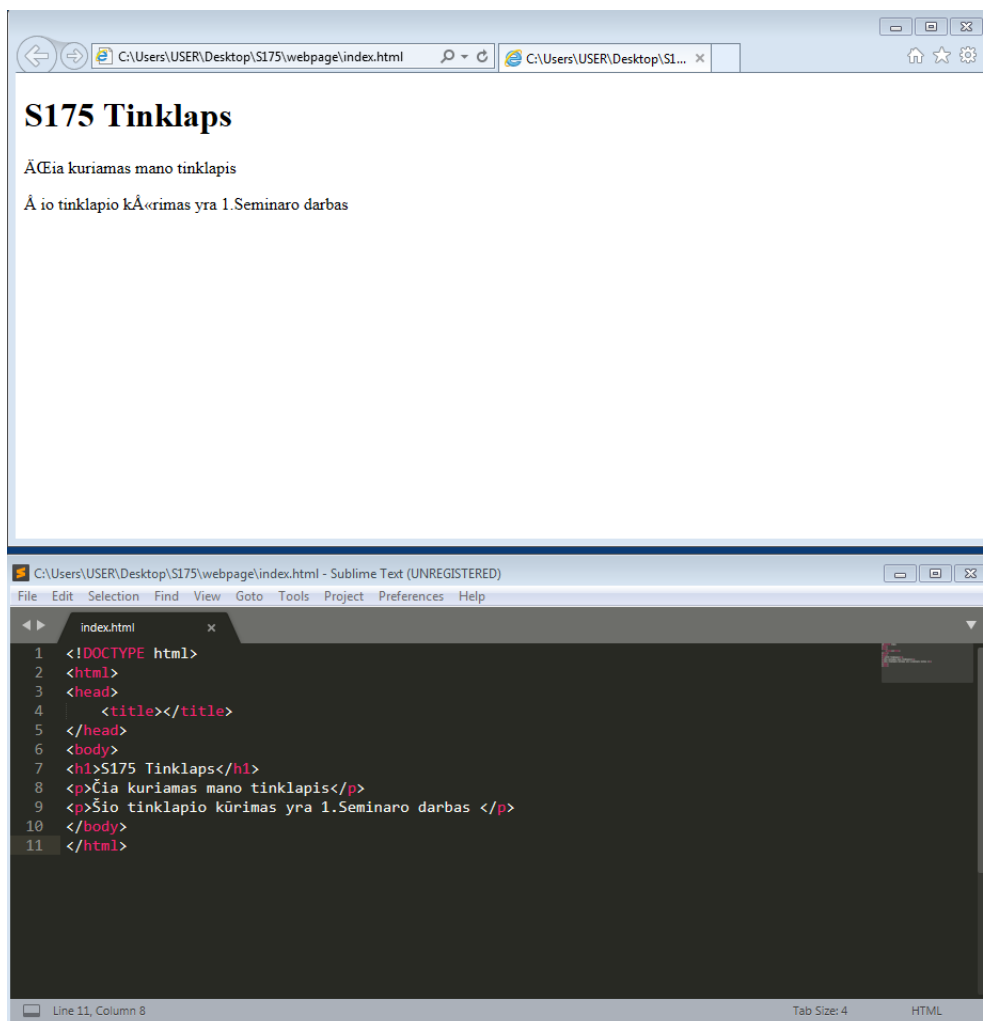 C:\Users\USER\Desktop\S175\webpage\index.html
C:\Users\USER\Desktop\S1...
S175 Tinklaps
ÄŒia kuriamas mano tinklapis
Å io tinklapio kÅ«rimas yra 1.Seminaro darbas
C:\Users\USER\Desktop\S175\webpage\index.html - Sublime Text (UNREGISTERED)
File Edit Selection Find View Goto Tools Project Preferences Help
index.html
1 <!DOCTYPE html>
2 <html>
3 <head>
4 <title></title>
5 </head>
6 <body>
7 <h1>S175 Tinklaps</h1>
8 <p>Čia kuriamas mano tinklapis</p>
9 <p>Šio tinklapio kūrimas yra 1.Seminaro darbas </p>
10 </body>
11 </html>
Line 11, Column 8
Tab Size: 4
HTML